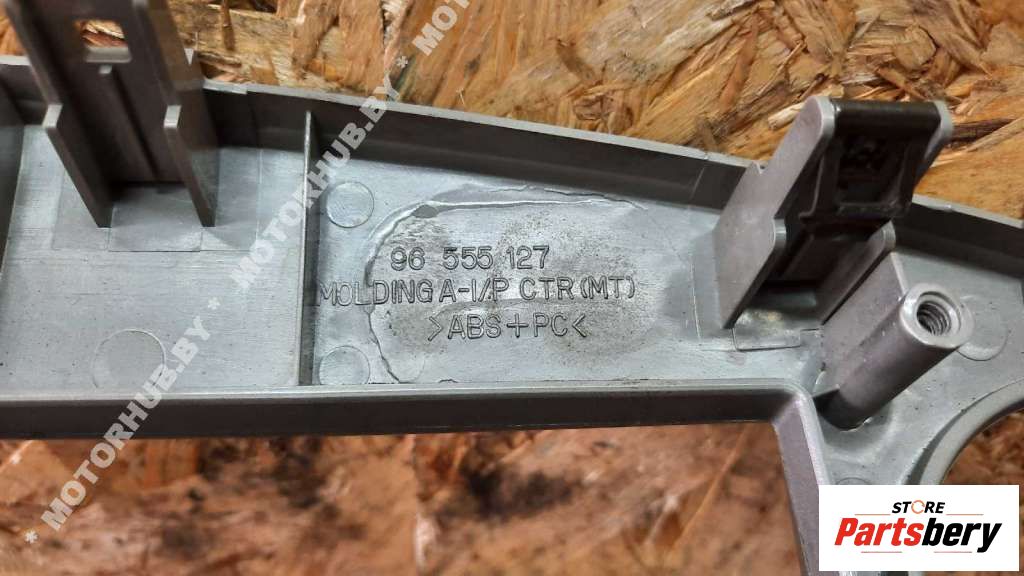 96 555 127
MOLDING A-I/P CTR(MT)
>ABS+PC<
* MOTORHUB.BY * MOTORHUB.BY * MOTORHUB.BY *
STORE
Partsbery